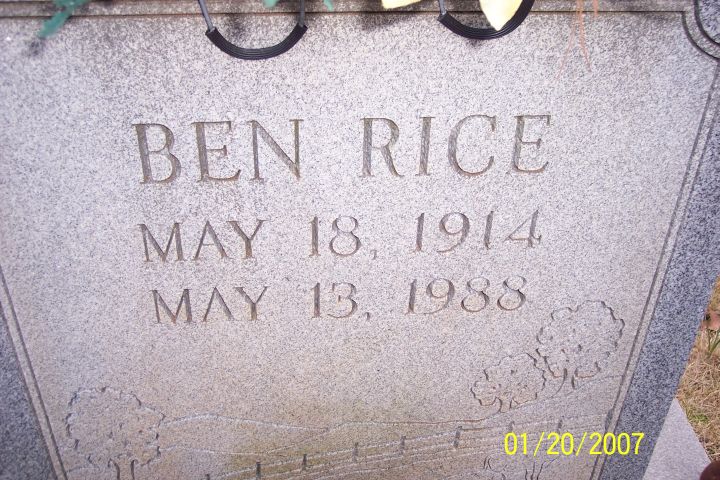 BEN RICE
MAY 18, 1914
MAY 13, 1988
01/20/2007